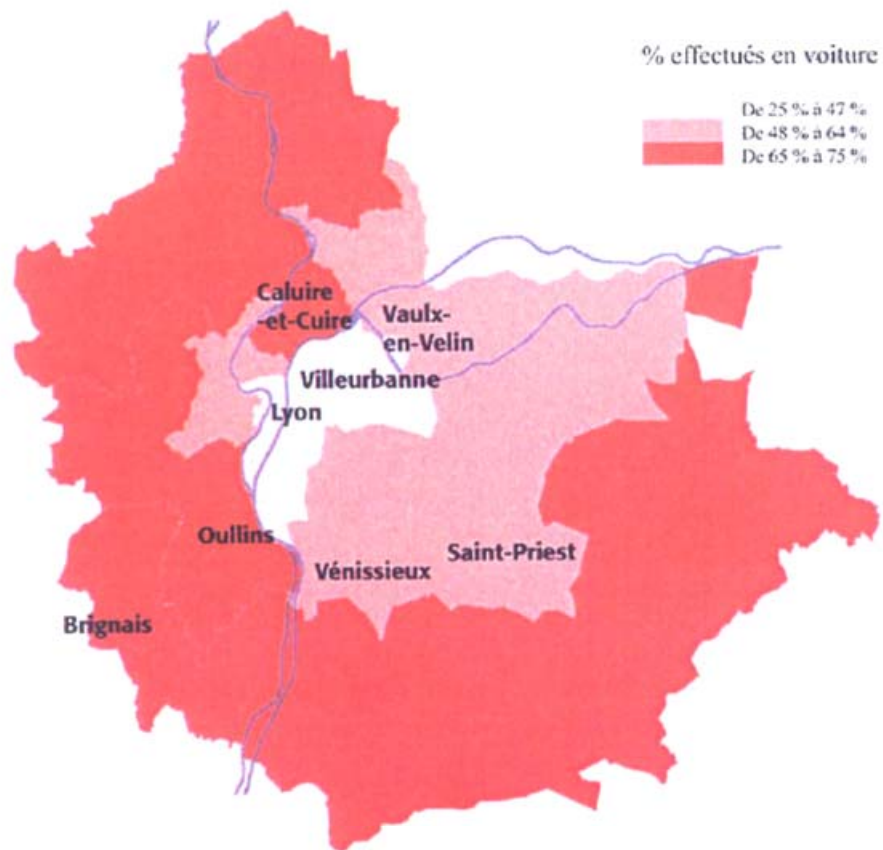 % effectués en voiture
De 25 % à 47 %
De 48 % à 64 %
De 65 % à 75 %
Caluire
-et-Cuire
Vaulx-
en-Velin
Villeurbanne
Lyon
Oullins
Vénissieux
Saint-Priest
Brignais